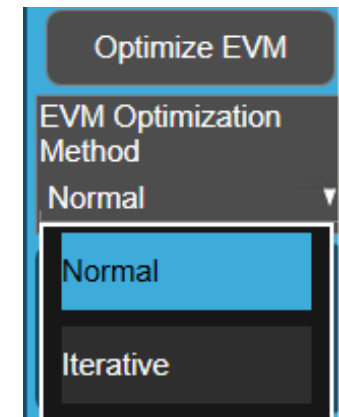 Optimize EVM
EVM Optimization
Method
Normal
Normal
Iterative